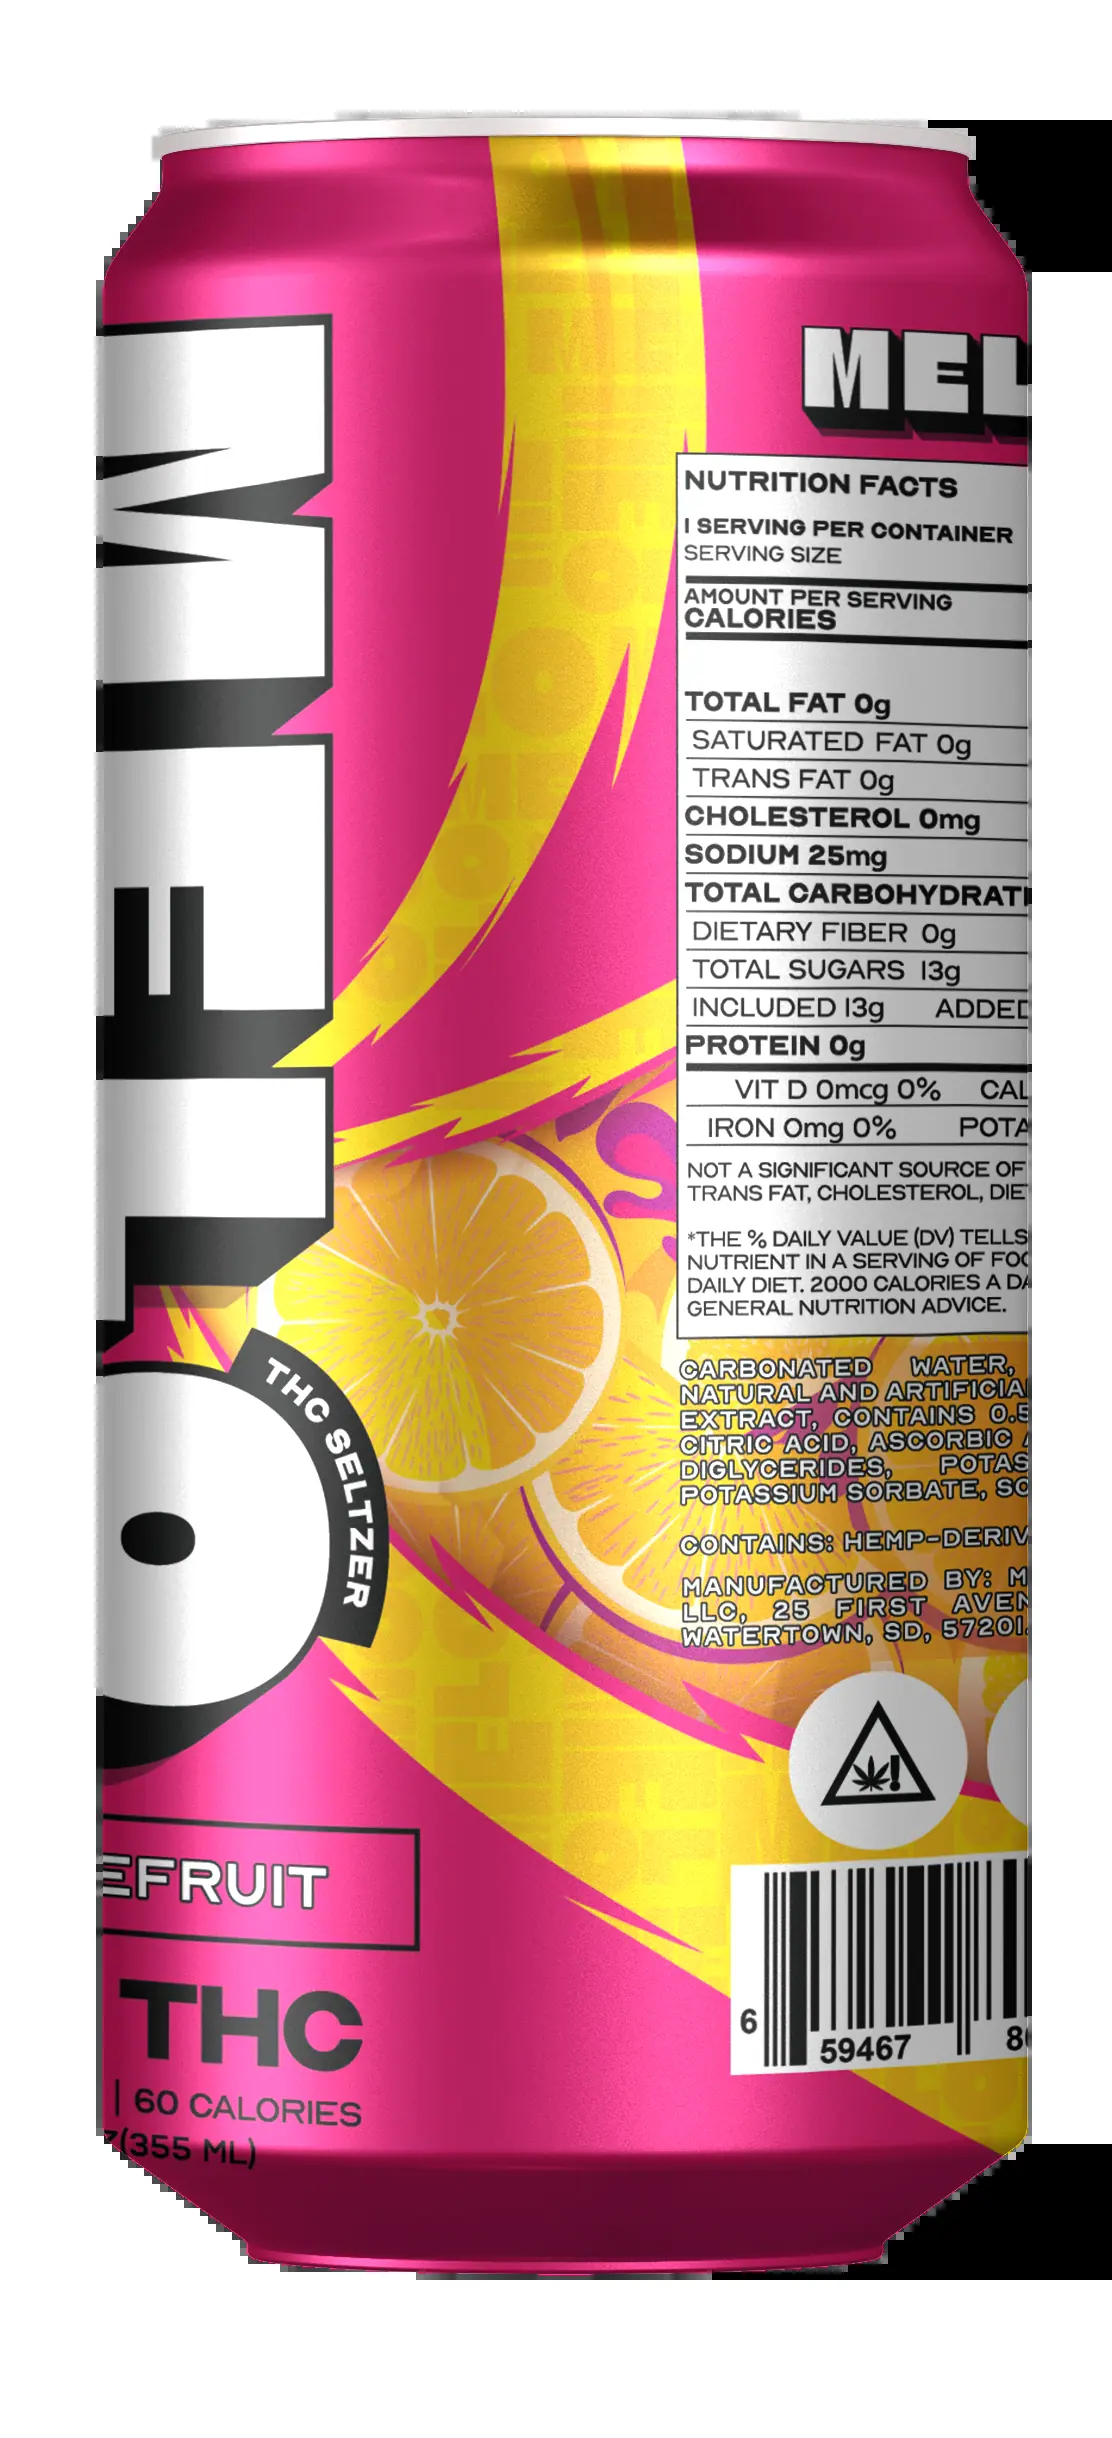 MELO
THC SELTZER
EFRUIT
THC
| 60 CALORIES
(355 ML)
MEL
NUTRITION FACTS
1 SERVING PER CONTAINER
SERVING SIZE
AMOUNT PER SERVING
CALORIES
TOTAL FAT 0g
SATURATED FAT 0g
TRANS FAT 0g
CHOLESTEROL 0mg
SODIUM 25mg
TOTAL CARBOHYDRAT
DIETARY FIBER 0g
TOTAL SUGARS 13g
INCLUDED 13g ADDED
PROTEIN 0g
VIT D 0mcg 0% CAL
IRON 0mg 0% POTA
NOT A SIGNIFICANT SOURCE OF
TRANS FAT, CHOLESTEROL, DIE
*THE % DAILY VALUE (DV) TELLS
NUTRIENT IN A SERVING OF FOO
DAILY DIET. 2000 CALORIES A DA
GENERAL NUTRITION ADVICE.
CARBONATED WATER,
NATURAL AND ARTIFICIA
EXTRACT, CONTAINS 0.5
CITRIC ACID, ASCORBIC
DIGLYCERIDES, POTAS
POTASSIUM SORBATE, SO
CONTAINS: HEMP-DERIV
MANUFACTURED BY: M
LLC, 25 FIRST AVEN
WATERTOWN, SD, 57201.
6 59467 8